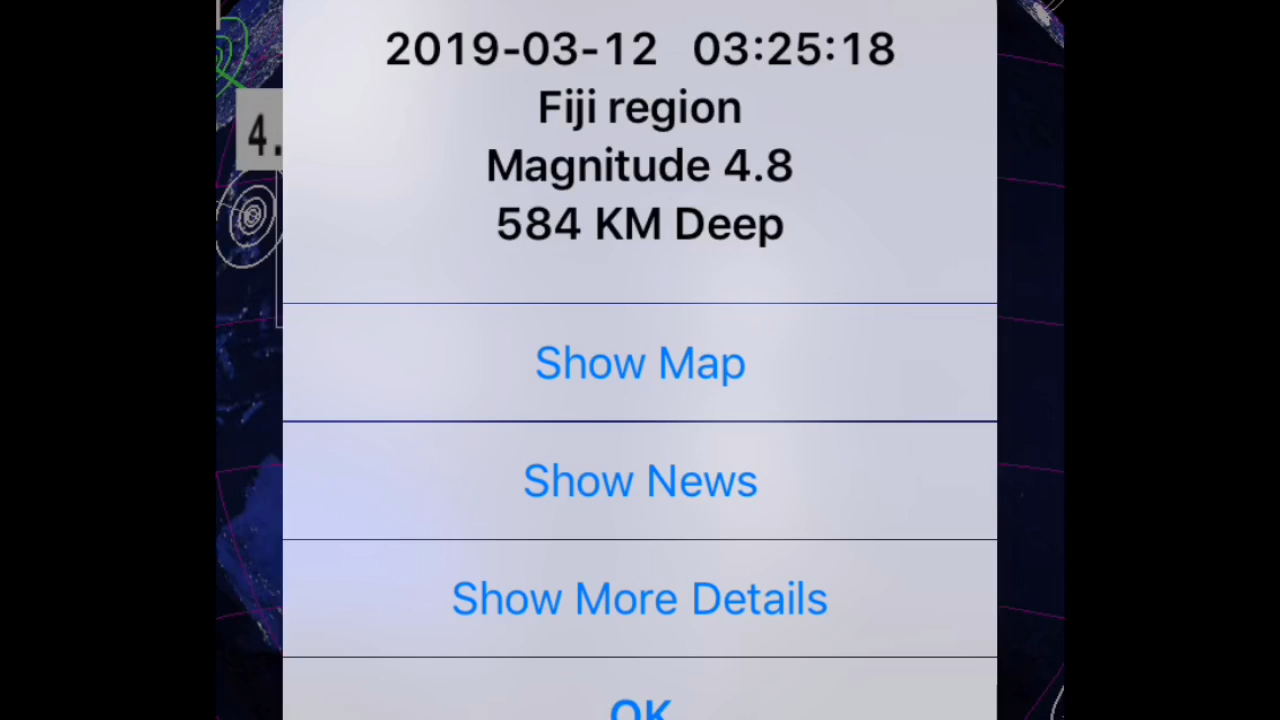 2019-03-12 03:25:18
Fiji region
Magnitude 4.8
584 KM Deep
4.
Show Map
Show News
Show More Details
OK